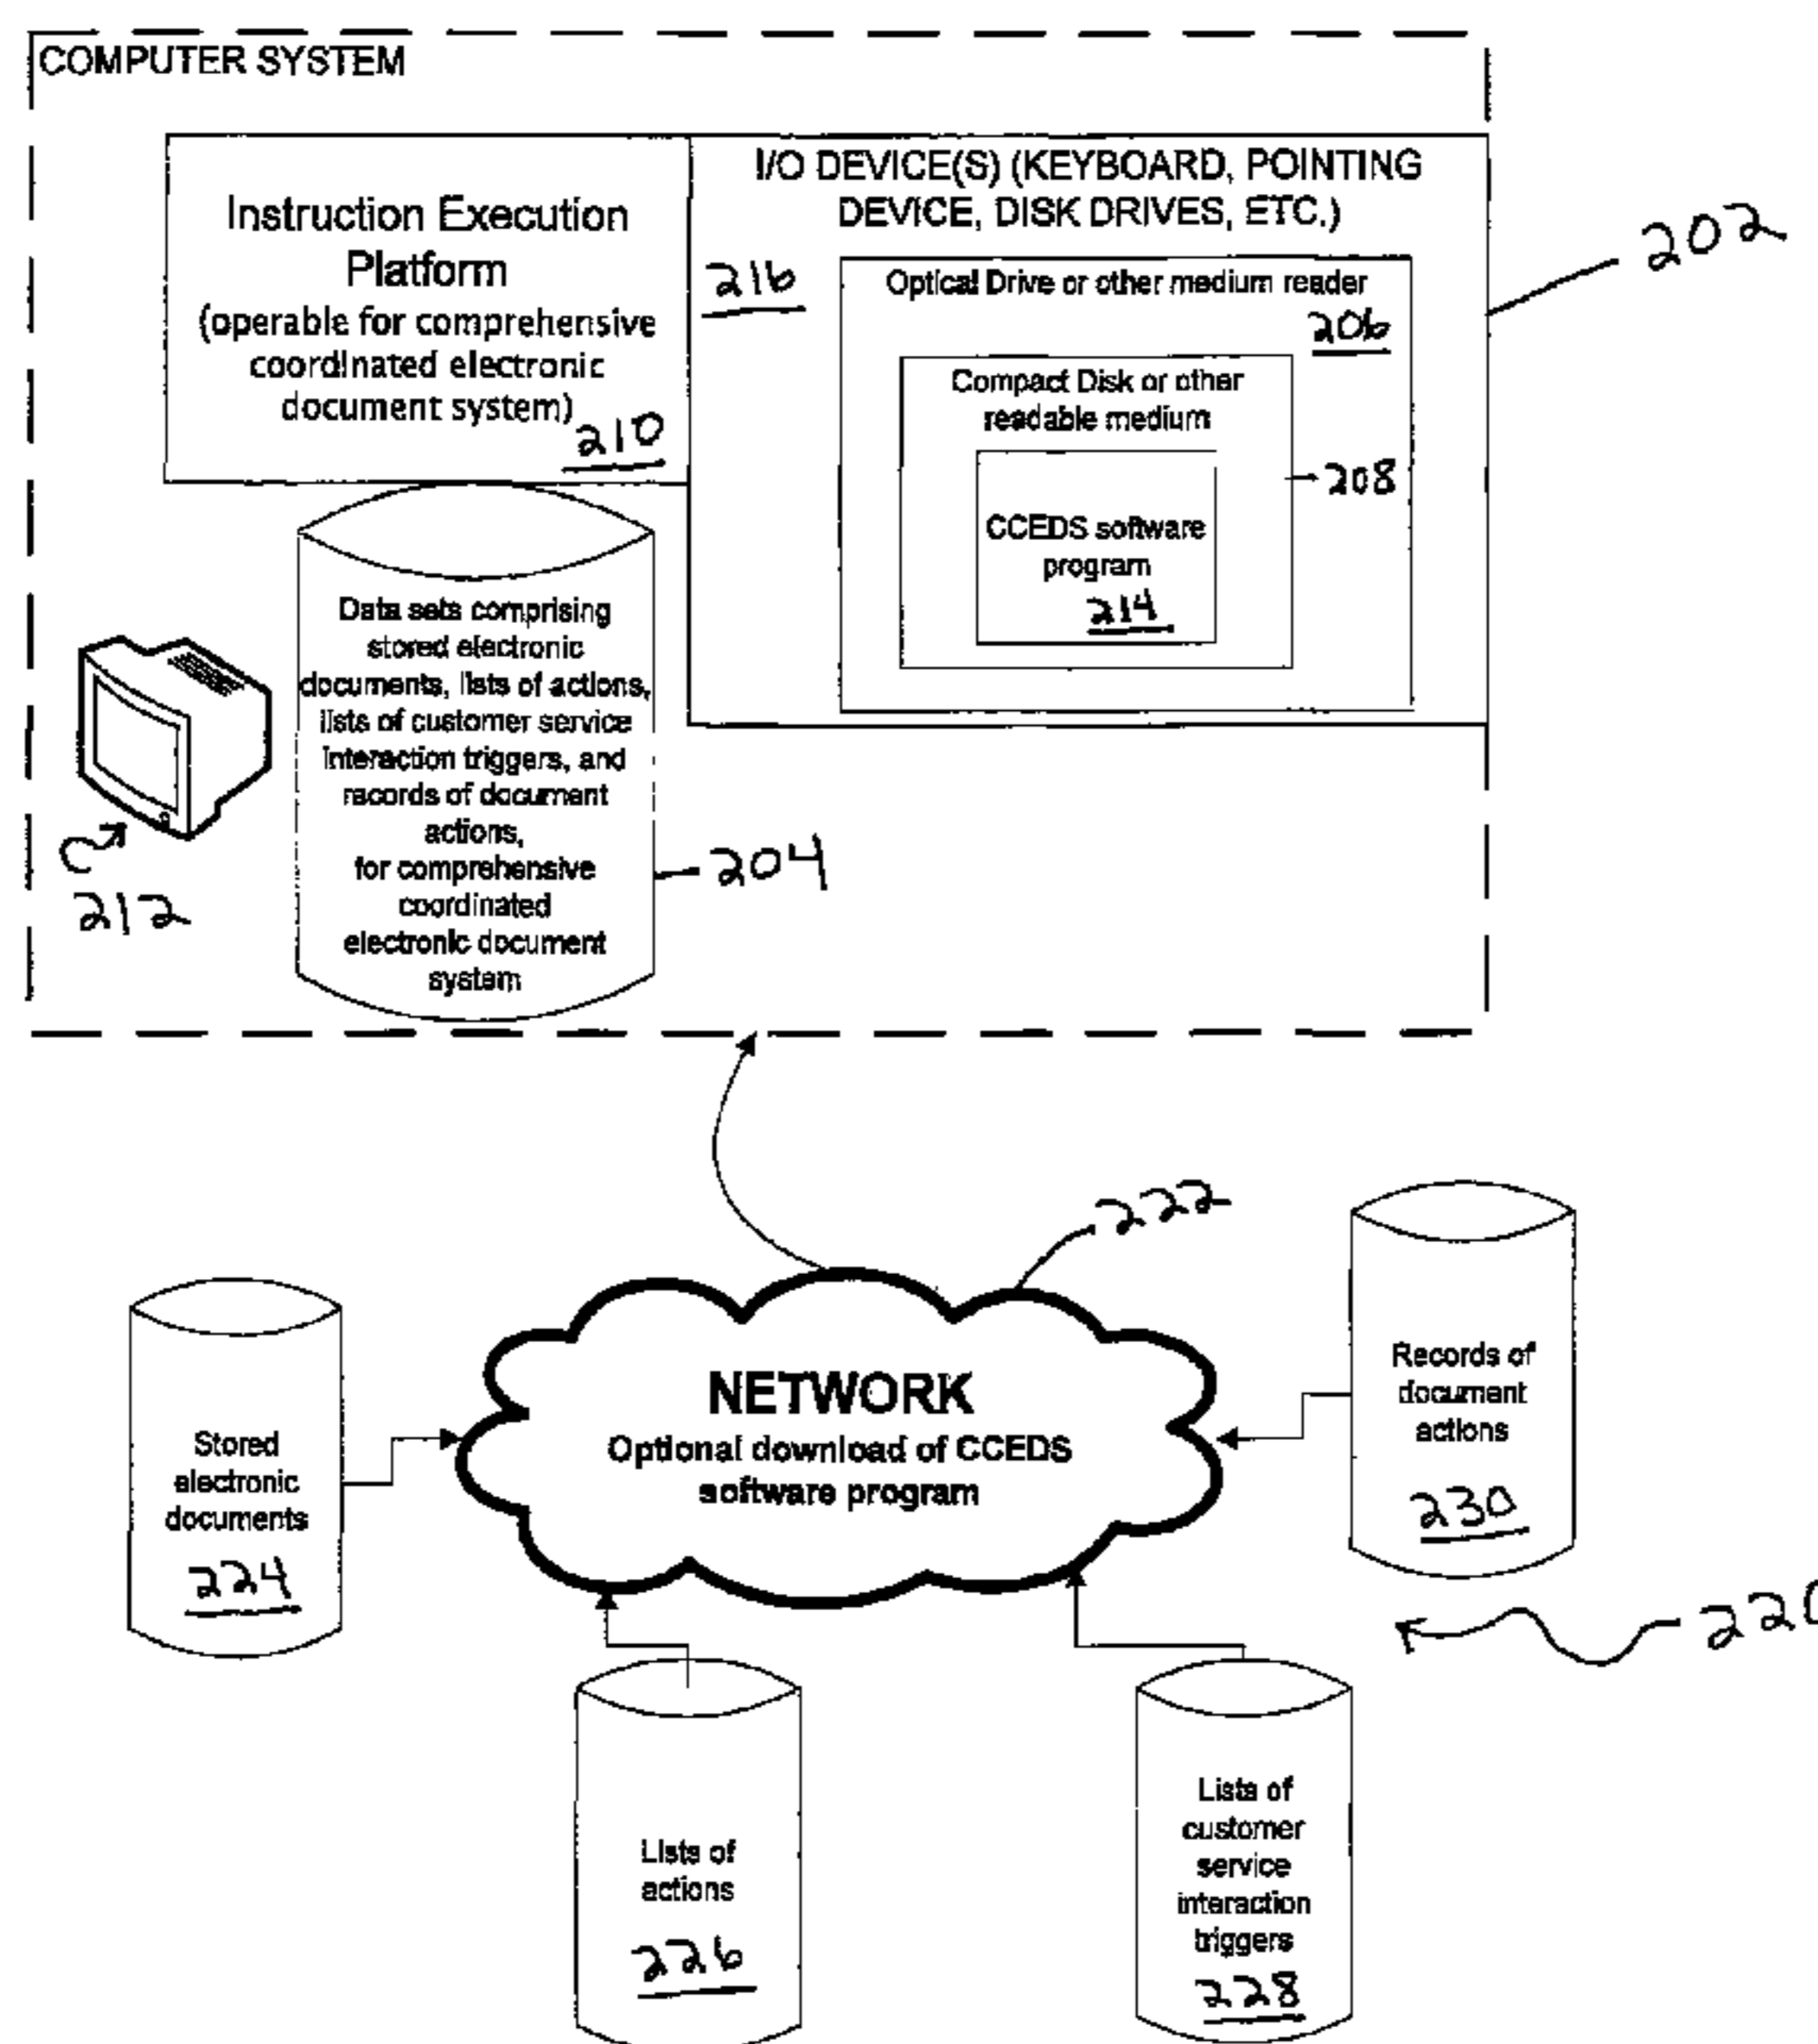 COMPUTER SYSTEM
Instruction Execution
Platform
(operable for comprehensive
coordinated electronic
document system)
210
I/O DEVICE(S) (KEYBOARD, POINTING
DEVICE, DISK DRIVES, ETC.)
216
202
Optical Drive or other medium reader
206
Compact Disk or other
readable medium
208
CCEDS software
program
214
Data sets comprising
stored electronic
documents, lists of actions,
lists of customer service
interaction triggers, and
records of document
actions,
for comprehensive
coordinated
electronic document
system
204
212
222
NETWORK
Optional download of CCEDS
software program
Stored
electronic
documents
224
Records of
document
actions
230
220
Lists of
actions
226
Lists of
customer
service
interaction
triggers
228